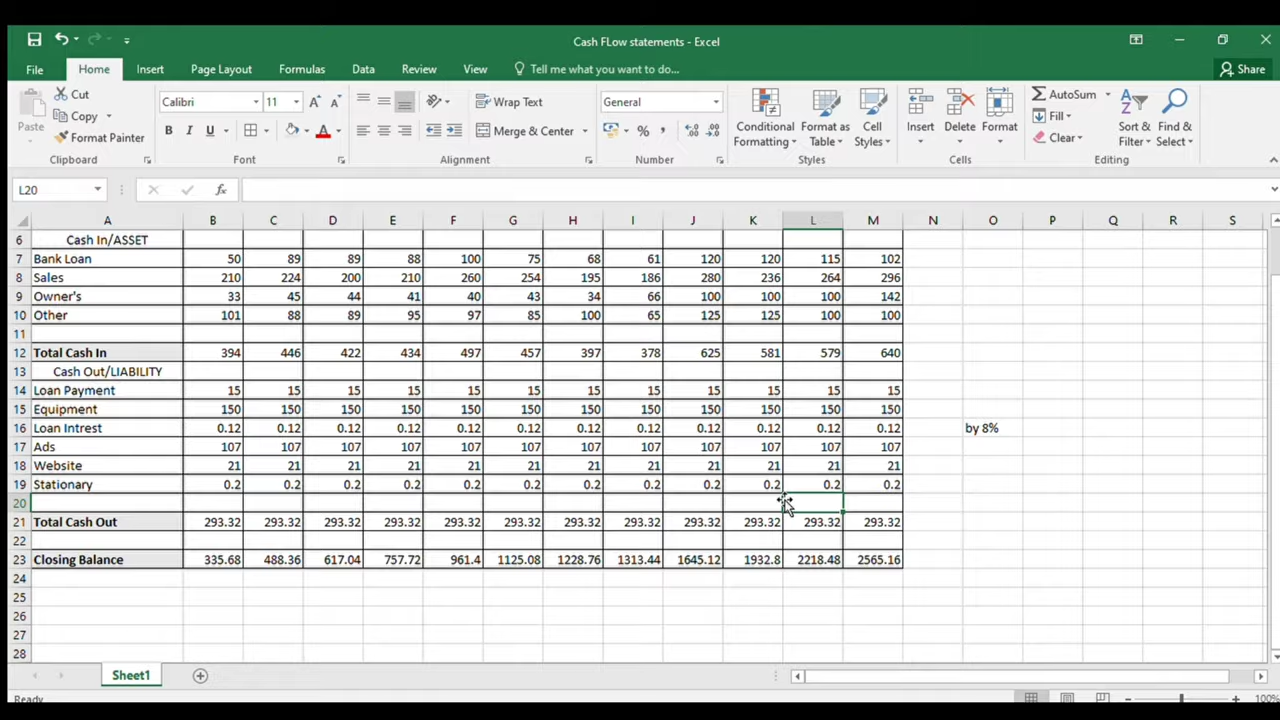 Cash FLow statements - Excel
File Home Insert Page Layout Formulas Data Review View Tell me what you want to do... Share
Cut
Copy
Format Painter
Paste
Calibri 11
B I U
Wrap Text
Merge & Center
General
% ,
Conditional Formatting
Format as Table
Cell Styles
Insert Delete Format
AutoSum
Fill
Clear
Sort & Filter
Find & Select
Clipboard Font Alignment Number Styles Cells Editing
L20 fx
A B C D E F G H I J K L M N O P Q R S
6 Cash In/ASSET
7 Bank Loan 50 89 89 88 100 75 68 61 120 120 115 102
8 Sales 210 224 200 210 260 254 195 186 280 236 264 296
9 Owner's 33 45 44 41 40 43 34 66 100 100 100 142
10 Other 101 88 89 95 97 85 100 65 125 125 100 100
11
12 Total Cash In 394 446 422 434 497 457 397 378 625 581 579 640
13 Cash Out/LIABILITY
14 Loan Payment 15 15 15 15 15 15 15 15 15 15 15 15
15 Equipment 150 150 150 150 150 150 150 150 150 150 150 150
16 Loan Intrest 0.12 0.12 0.12 0.12 0.12 0.12 0.12 0.12 0.12 0.12 0.12 0.12 by 8%
17 Ads 107 107 107 107 107 107 107 107 107 107 107 107
18 Website 21 21 21 21 21 21 21 21 21 21 21 21
19 Stationary 0.2 0.2 0.2 0.2 0.2 0.2 0.2 0.2 0.2 0.2 0.2 0.2
20
21 Total Cash Out 293.32 293.32 293.32 293.32 293.32 293.32 293.32 293.32 293.32 293.32 293.32 293.32
22
23 Closing Balance 335.68 488.36 617.04 757.72 961.4 1125.08 1228.76 1313.44 1645.12 1932.8 2218.48 2565.16
24
25
26
27
28
Sheet1
Ready 100%